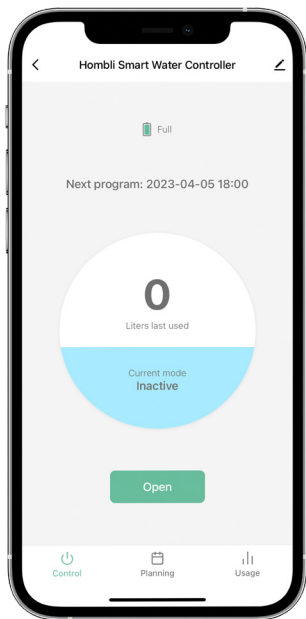 Hombli Smart Water Controller
Full
Next program: 2023-04-05 18:00
0
Liters last used
Current mode
Inactive
Open
Control Planning Usage